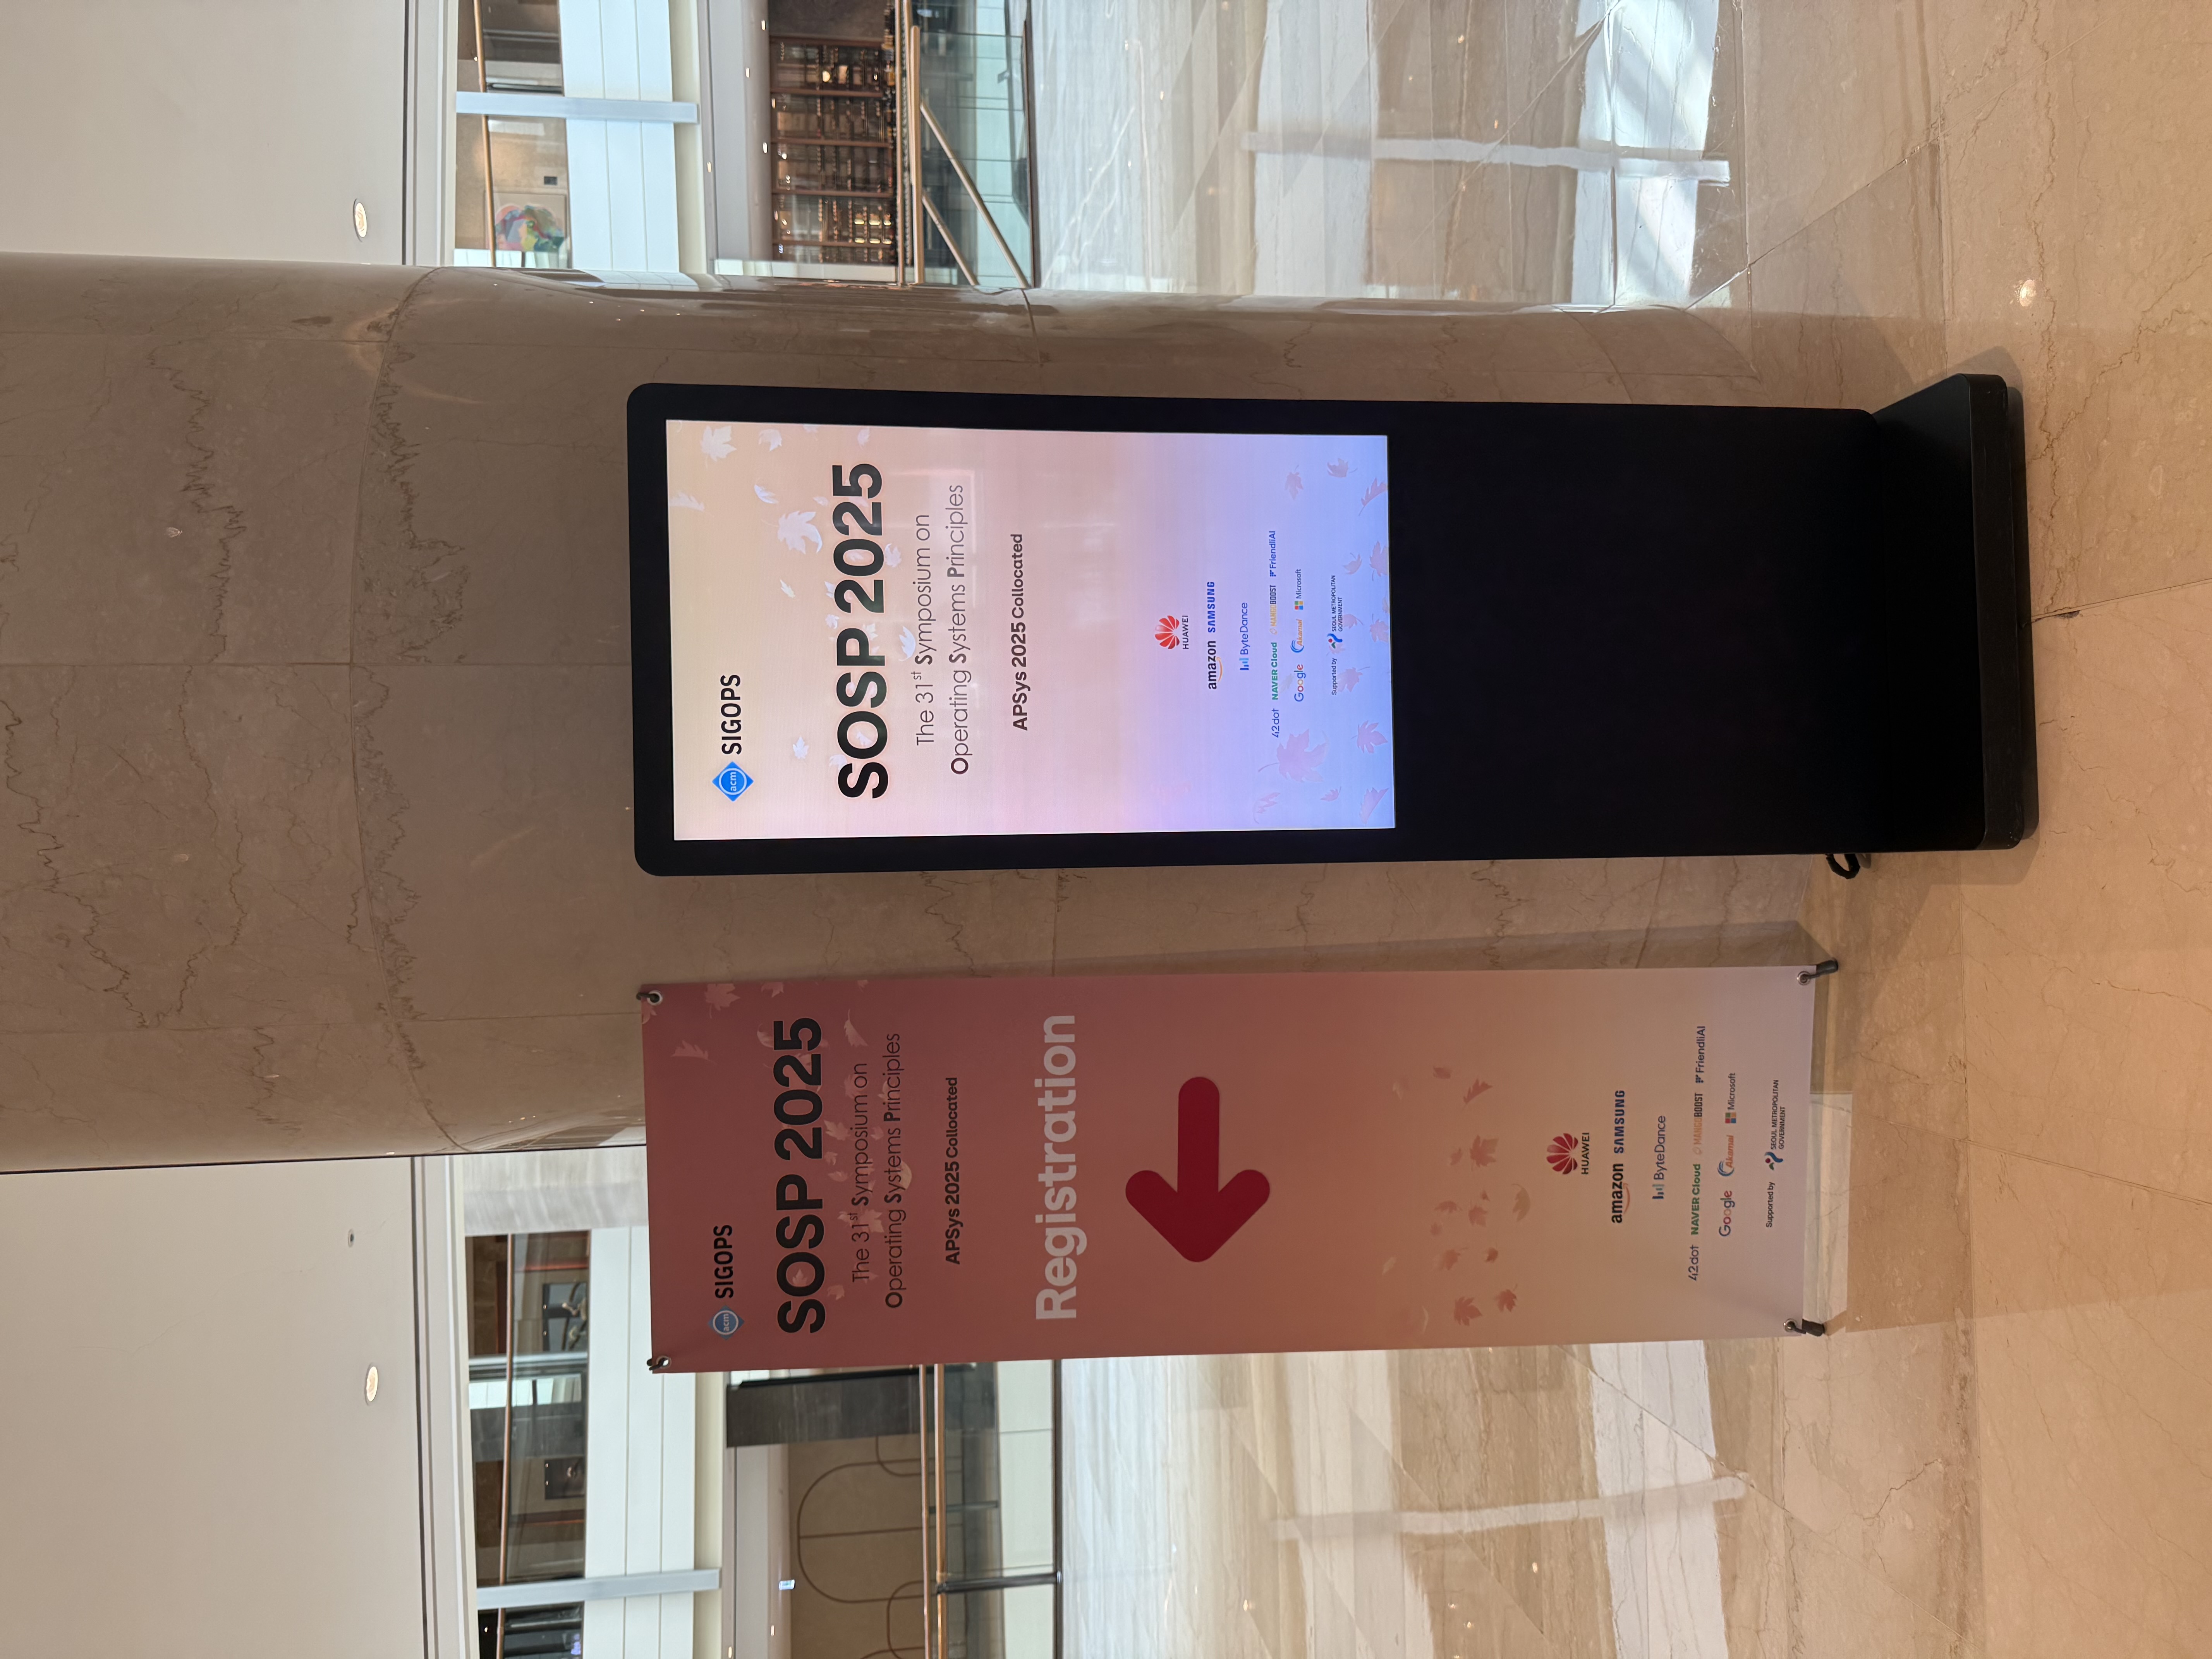 acm SIGOPS
SOSP 2025
The 31st Symposium on
Operating Systems Principles
APSys 2025 Collocated
Registration
HUAWEI
amazon SAMSUNG
ByteDance
42dot NAVER Cloud MANGOBOOST FriendliAI
Google Akamai Microsoft
Supported by SEOUL METROPOLITAN
GOVERNMENT
acm SIGOPS
SOSP 2025
The 31st Symposium on
Operating Systems Principles
APSys 2025 Collocated
HUAWEI
amazon SAMSUNG
ByteDance
42dot NAVER Cloud MANGOBOOST FriendliAI
Google Akamai Microsoft
Supported by SEOUL METROPOLITAN
GOVERNMENT